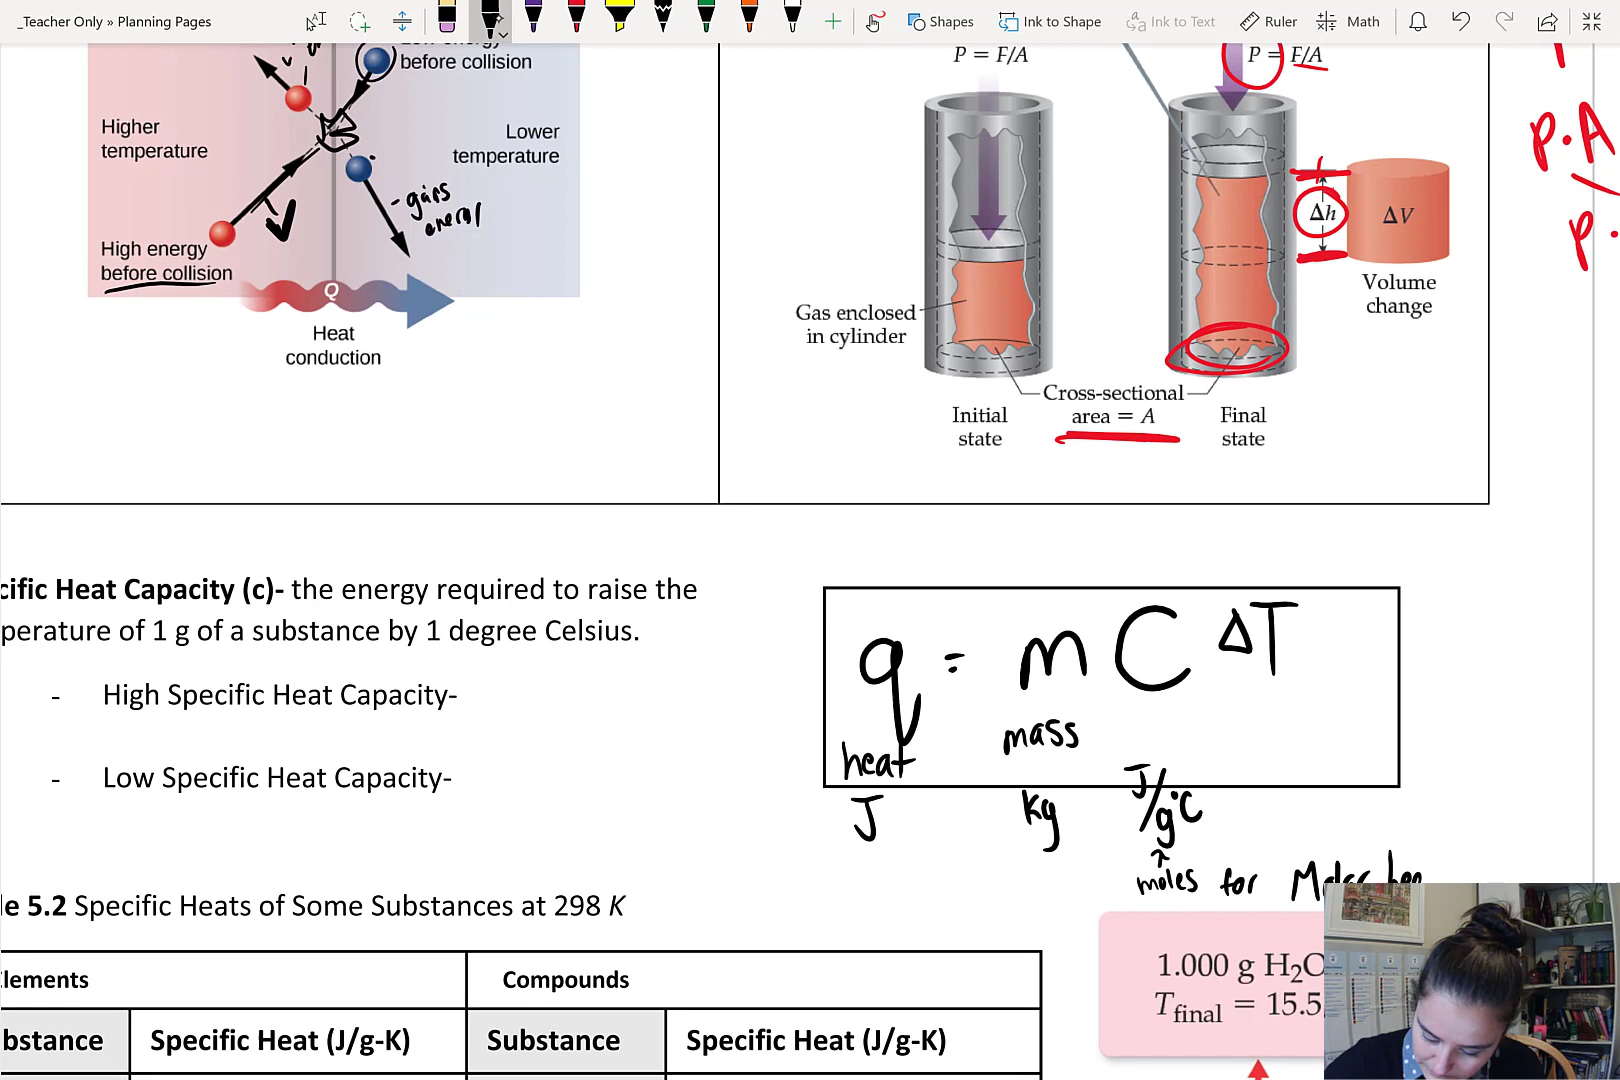 _Teacher Only » Planning Pages
Shapes
Ink to Shape
Ink to Text
Ruler
Math
before collision
Higher
temperature
Lower
temperature
- gains
energy
High energy
before collision
Q
Heat
conduction
P = F/A
P = F/A
Δh
ΔV
Volume
change
Gas enclosed
in cylinder
Cross-sectional
area = A
Initial
state
Final
state
P.A
P.
cific Heat Capacity (c)- the energy required to raise the
perature of 1 g of a substance by 1 degree Celsius.
- High Specific Heat Capacity-
- Low Specific Heat Capacity-
q = m C ΔT
heat
mass
J
kg
J/g°C
moles for Molar
e 5.2 Specific Heats of Some Substances at 298 K
lements
Compounds
bstance
Specific Heat (J/g-K)
Substance
Specific Heat (J/g-K)
1.000 g H₂O
Tfinal = 15.5